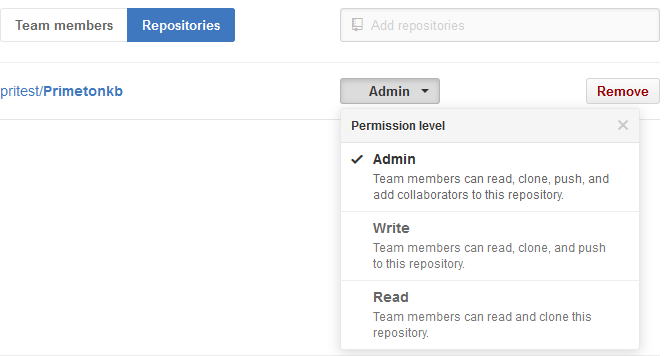 Team members Repositories Add repositories
pritest/Primetonkb Admin Remove
Permission level
Admin
Team members can read, clone, push, and
add collaborators to this repository.
Write
Team members can read, clone, and push
to this repository.
Read
Team members can read and clone this
repository.